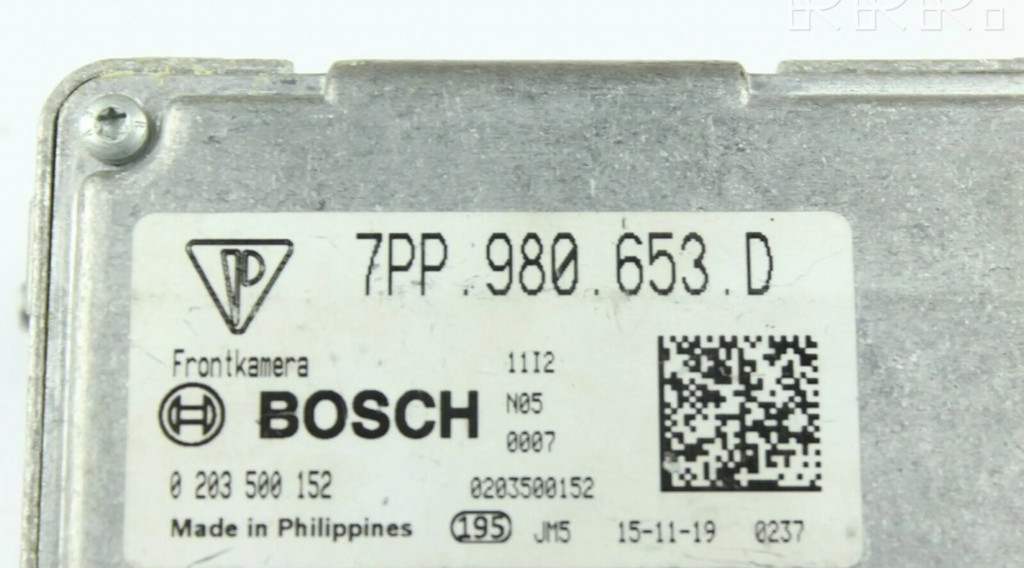 RRR.
7PP.980.653.D
Frontkamera 11I2
BOSCH N05
0007
0 203 500 152 0203500152
Made in Philippines 195 JM5 15-11-19 0237